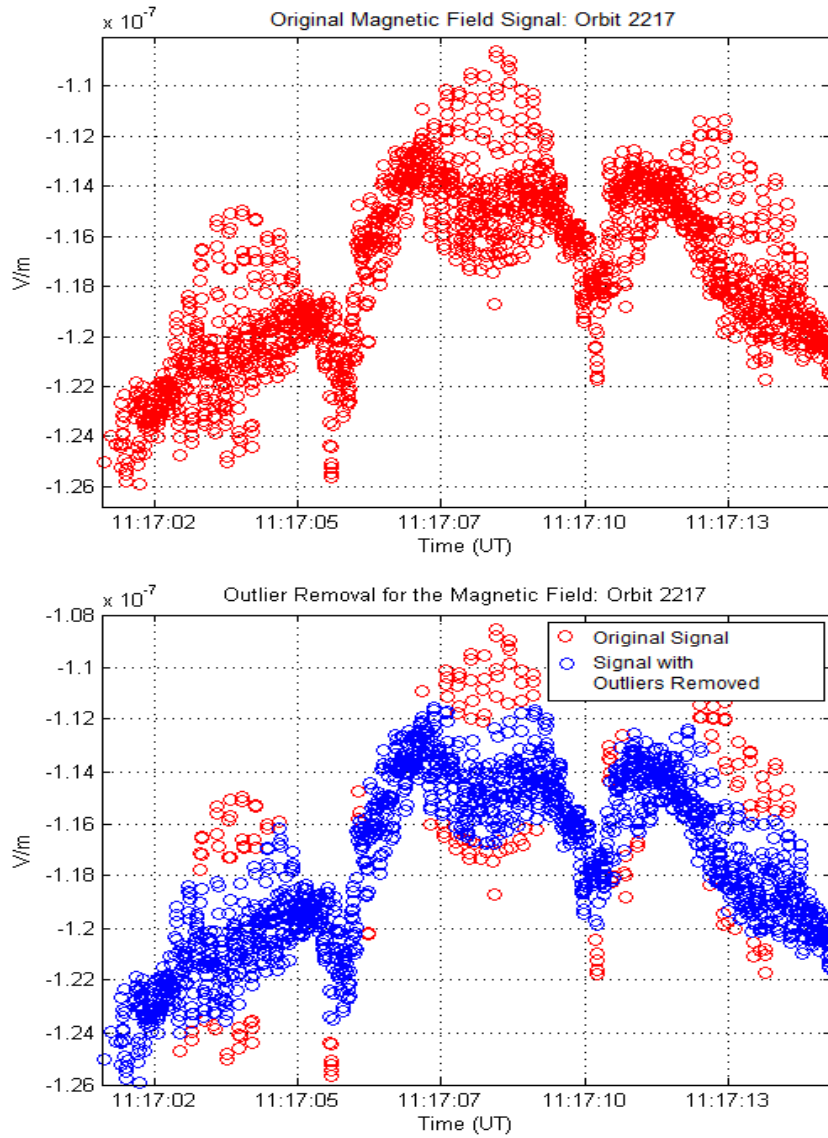 x 10^-7
Original Magnetic Field Signal: Orbit 2217
-1.1
-1.12
-1.14
-1.16
-1.18
-1.2
-1.22
-1.24
-1.26
V/m
11:17:02 11:17:05 11:17:07 11:17:10 11:17:13
Time (UT)
x 10^-7
Outlier Removal for the Magnetic Field: Orbit 2217
-1.08
-1.1
-1.12
-1.14
-1.16
-1.18
-1.2
-1.22
-1.24
-1.26
V/m
Original Signal
Signal with
Outliers Removed
11:17:02 11:17:05 11:17:07 11:17:10 11:17:13
Time (UT)